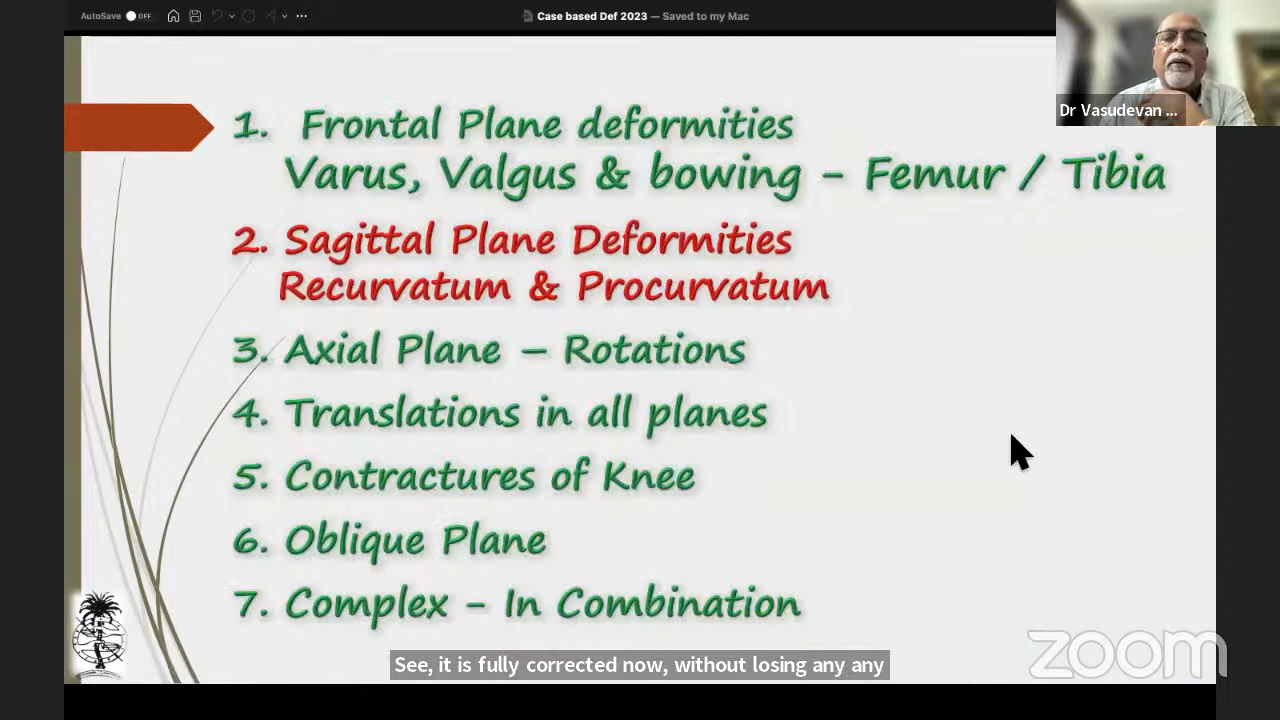 AutoSave OFF
Case based Def 2023 — Saved to my Mac
Dr Vasudevan ...
1. Frontal Plane deformities
Varus, Valgus & bowing - Femur / Tibia
2. Sagittal Plane Deformities
Recurvatum & Procurvatum
3. Axial Plane – Rotations
4. Translations in all planes
5. Contractures of Knee
6. Oblique Plane
7. Complex - In Combination
See, it is fully corrected now, without losing any any
zoom